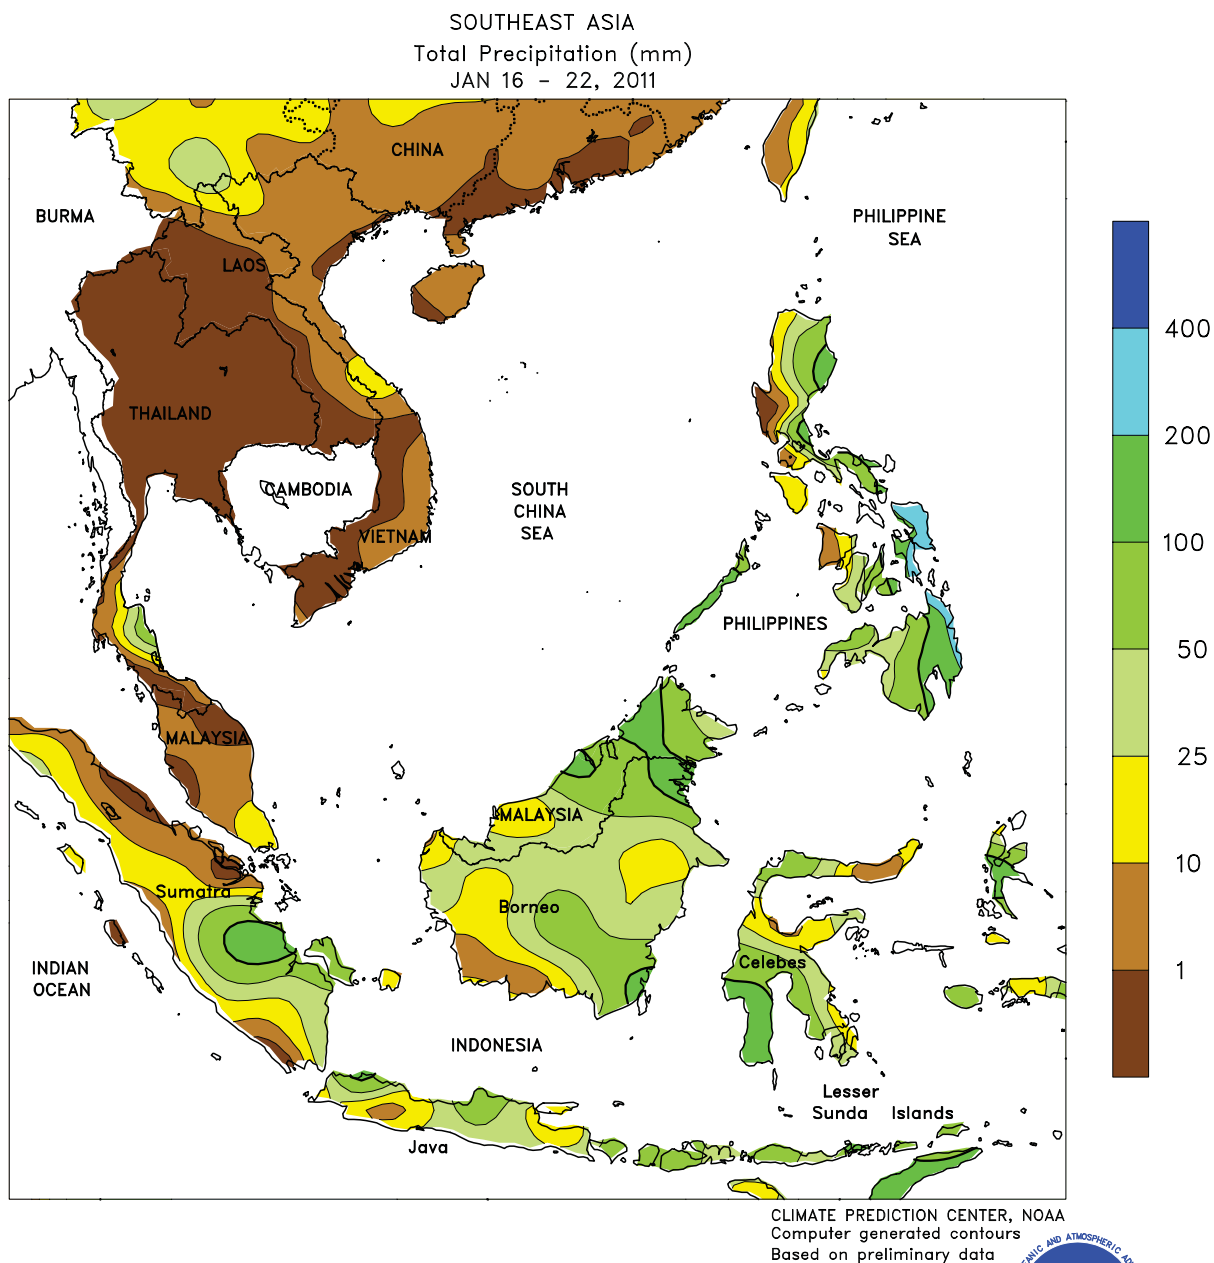 SOUTHEAST ASIA
Total Precipitation (mm)
JAN 16 - 22, 2011
CHINA
BURMA
PHILIPPINE
SEA
LAOS
400
THAILAND
200
CAMBODIA
SOUTH
CHINA
SEA
VIETNAM
100
PHILIPPINES
50
MALAYSIA
25
MALAYSIA
10
Sumatra
Borneo
Celebes
INDIAN
OCEAN
1
INDONESIA
Lesser
Sunda Islands
Java
CLIMATE PREDICTION CENTER, NOAA
Computer generated contours
Based on preliminary data
AND ATMOSPHERIC